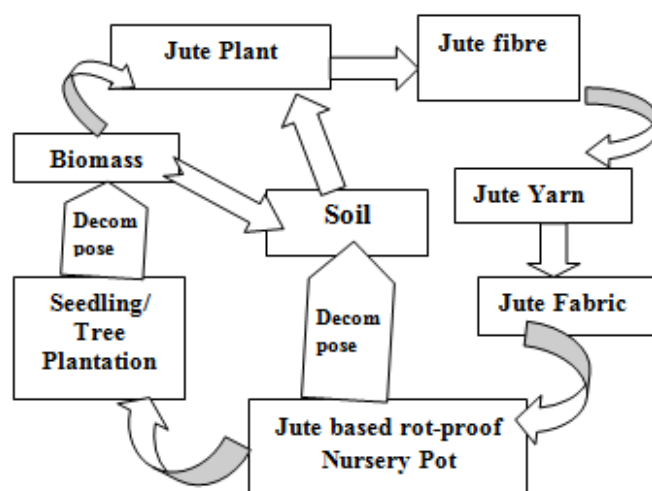 Jute Plant
Jute fibre
Biomass
Soil
Jute Yarn
Decom
pose
Seedling/
Tree
Plantation
Decom
pose
Jute Fabric
Jute based rot-proof
Nursery Pot